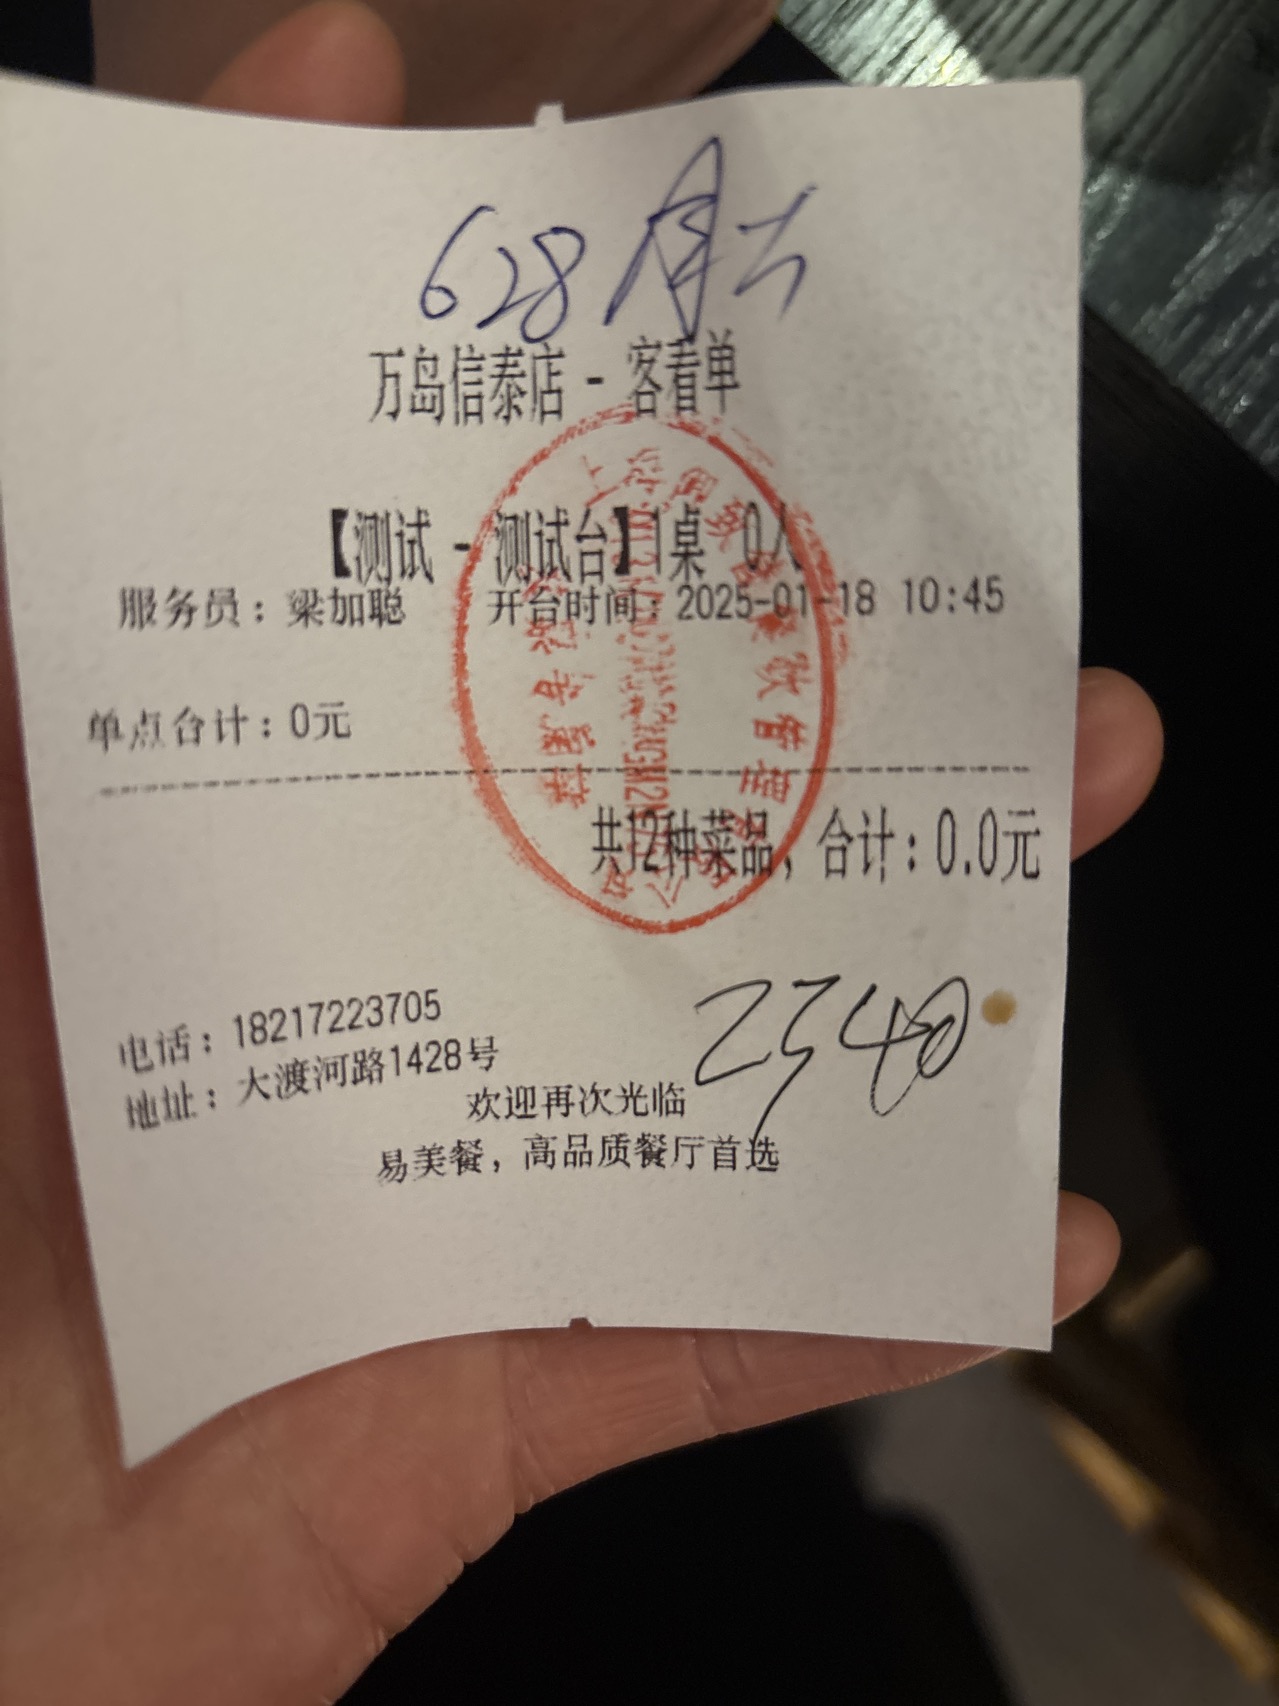 628
万岛信泰店 - 客看单
【测试 - 测试台】1桌 0人
服务员：梁加聪 开台时间：2025-01-18 10:45
单点合计：0元
共12种菜品，合计：0.0元
2540
电话：18217223705
地址：大渡河路1428号
欢迎再次光临
易美餐，高品质餐厅首选